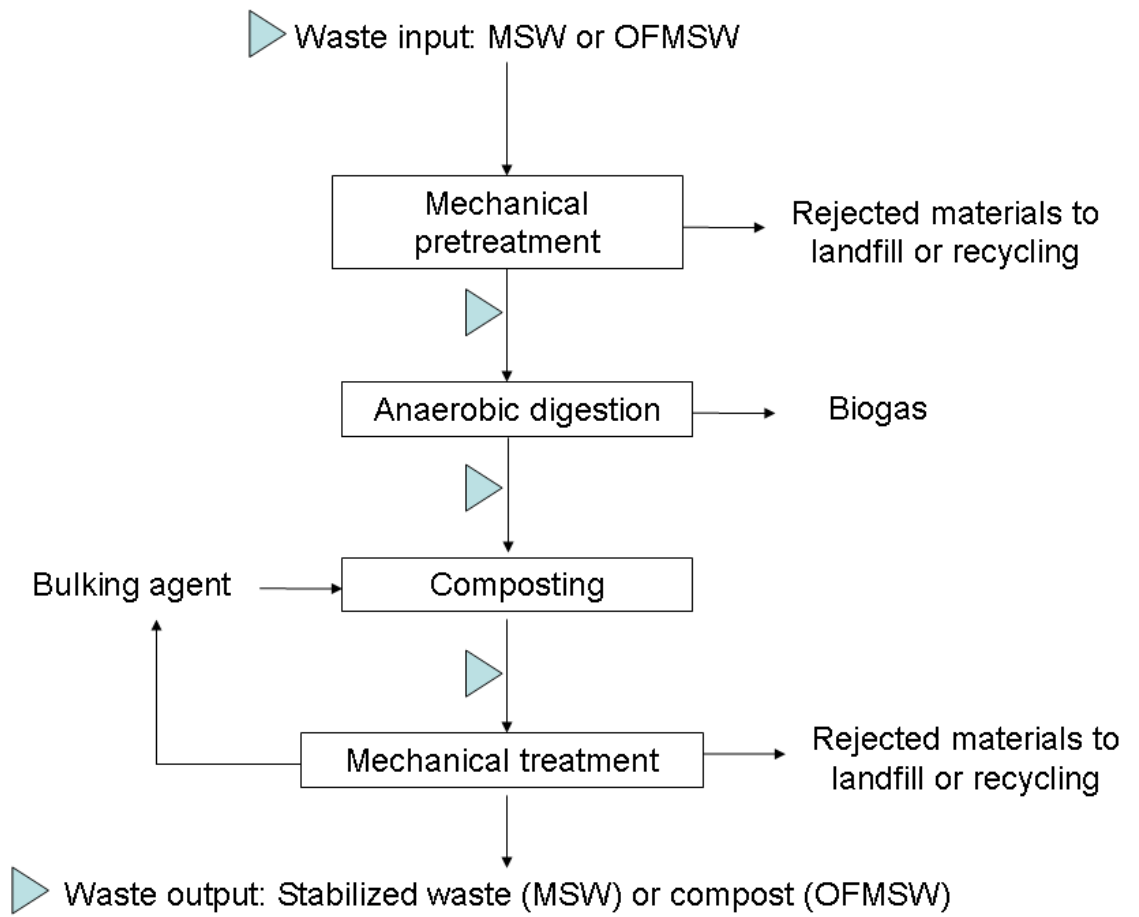 Waste input: MSW or OFMSW
Mechanical
pretreatment
Rejected materials to
landfill or recycling
Anaerobic digestion
Biogas
Bulking agent
Composting
Mechanical treatment
Rejected materials to
landfill or recycling
Waste output: Stabilized waste (MSW) or compost (OFMSW)